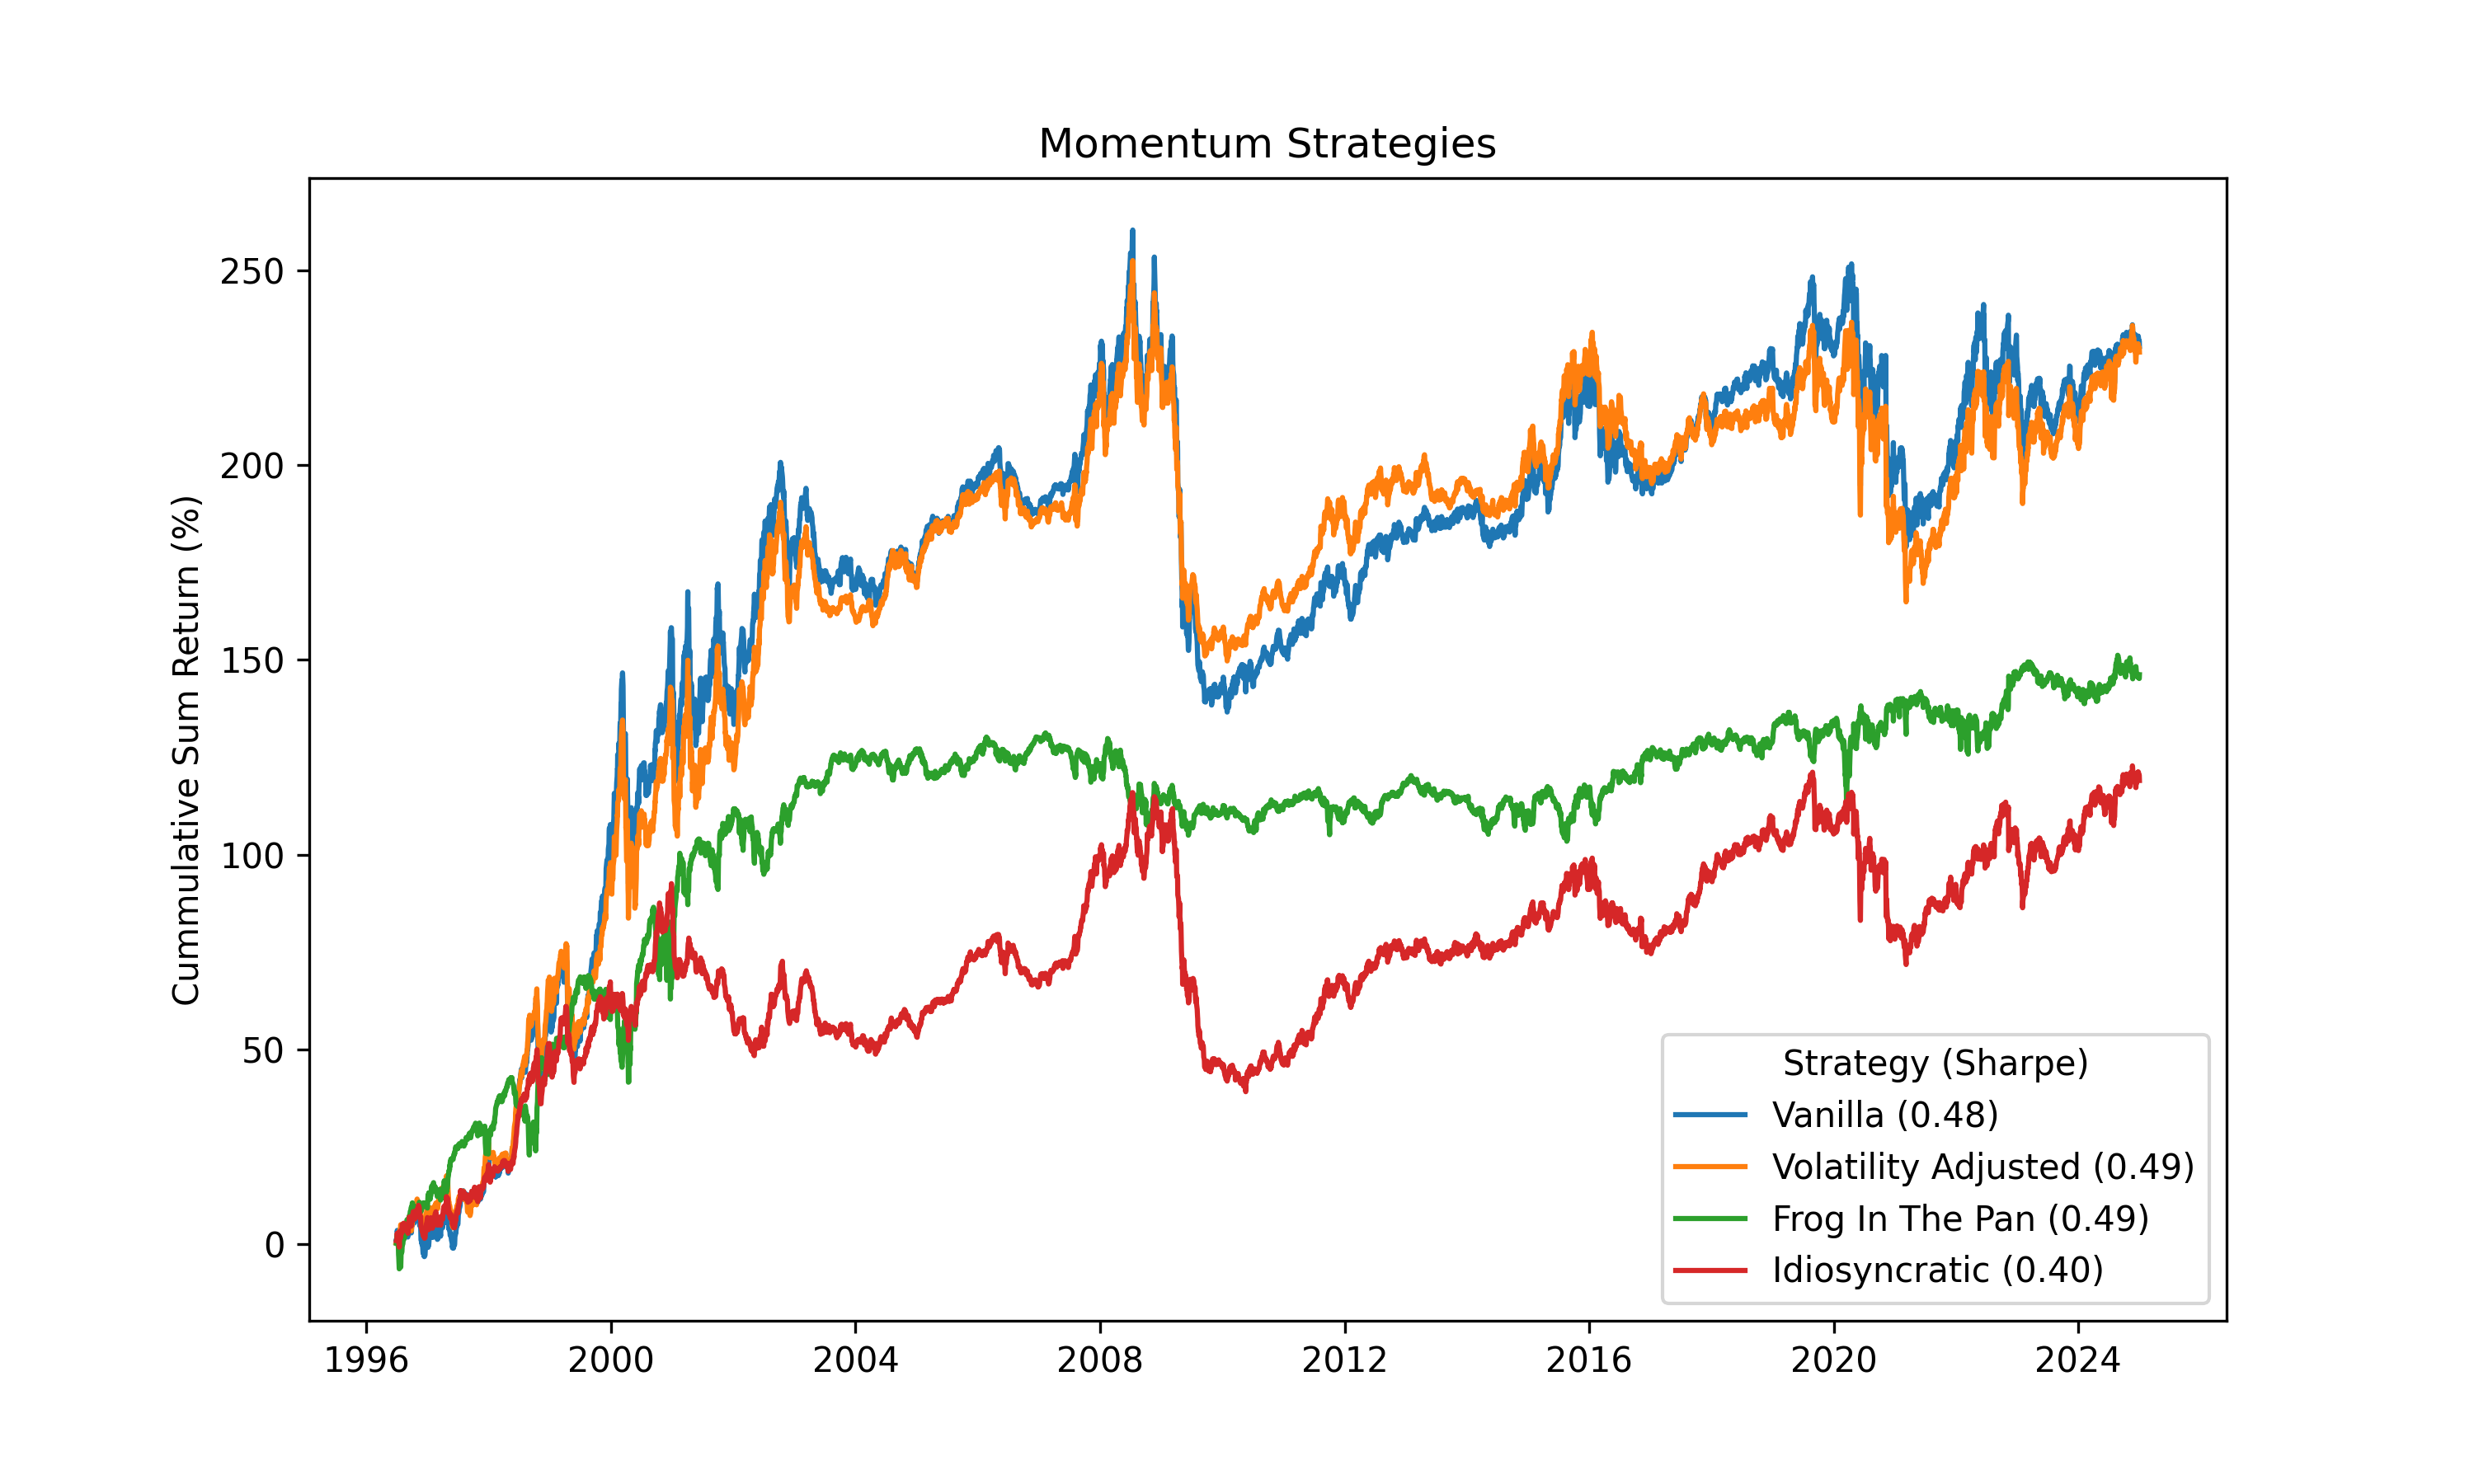 Momentum Strategies
Cummulative Sum Return (%)
250
200
150
100
50
0
1996 2000 2004 2008 2012 2016 2020 2024
Strategy (Sharpe)
Vanilla (0.48)
Volatility Adjusted (0.49)
Frog In The Pan (0.49)
Idiosyncratic (0.40)